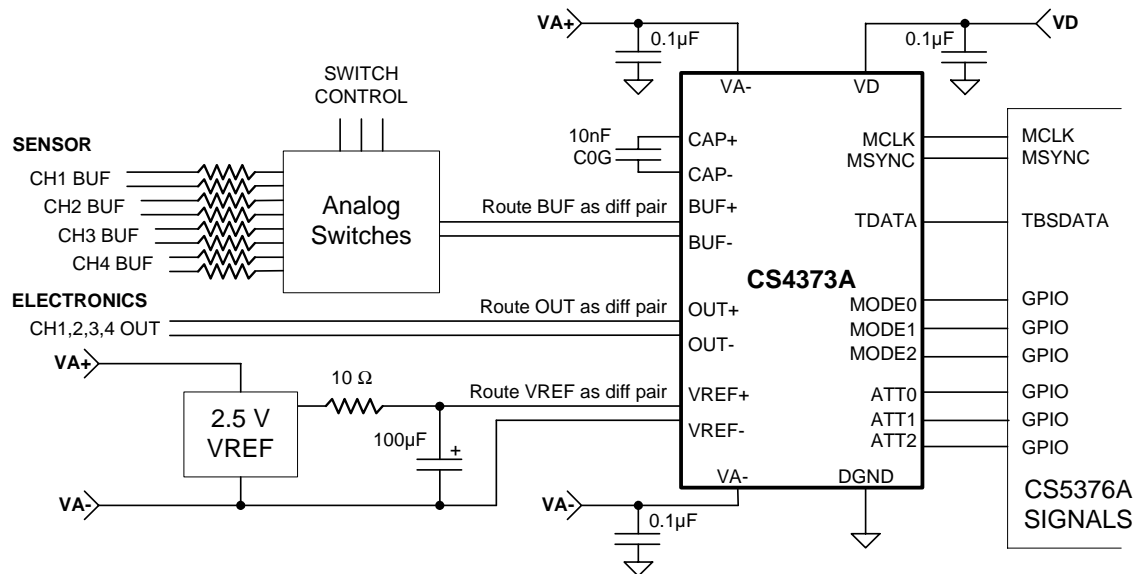 VA+
0.1µF
0.1µF
VD
SWITCH
CONTROL
VA-
VD
SENSOR
10nF
C0G
CAP+
CAP-
MCLK
MSYNC
MCLK
MSYNC
CH1 BUF
CH2 BUF
CH3 BUF
CH4 BUF
Analog
Switches
Route BUF as diff pair
BUF+
BUF-
TDATA
TBSDATA
CS4373A
ELECTRONICS
CH1,2,3,4 OUT
Route OUT as diff pair
OUT+
OUT-
MODE0
MODE1
MODE2
GPIO
GPIO
GPIO
VA+
10 Ω
Route VREF as diff pair
VREF+
VREF-
ATT0
ATT1
ATT2
GPIO
GPIO
GPIO
2.5 V
VREF
100µF
+
VA-
VA-
0.1µF
VA-
DGND
CS5376A
SIGNALS